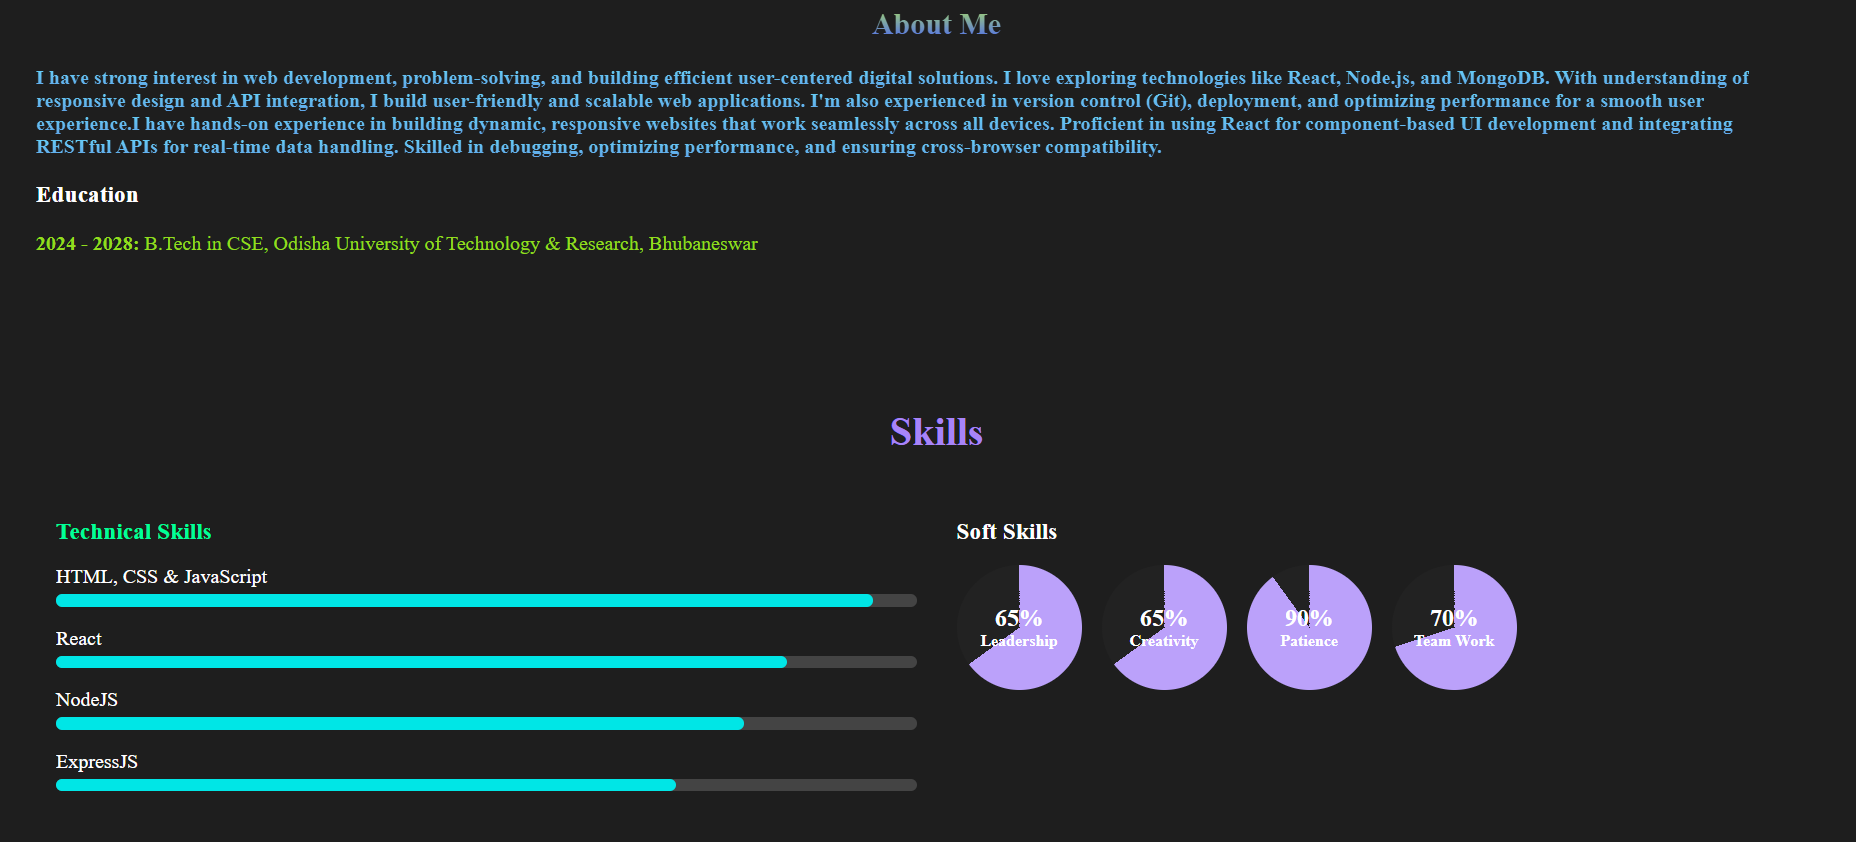 About Me
I have strong interest in web development, problem-solving, and building efficient user-centered digital solutions. I love exploring technologies like React, Node.js, and MongoDB. With understanding of
responsive design and API integration, I build user-friendly and scalable web applications. I'm also experienced in version control (Git), deployment, and optimizing performance for a smooth user
experience.I have hands-on experience in building dynamic, responsive websites that work seamlessly across all devices. Proficient in using React for component-based UI development and integrating
RESTful APIs for real-time data handling. Skilled in debugging, optimizing performance, and ensuring cross-browser compatibility.
Education
2024 - 2028: B.Tech in CSE, Odisha University of Technology & Research, Bhubaneswar
Skills
Technical Skills
HTML, CSS & JavaScript
React
NodeJS
ExpressJS
Soft Skills
65%
Leadership
65%
Creativity
90%
Patience
70%
Team Work